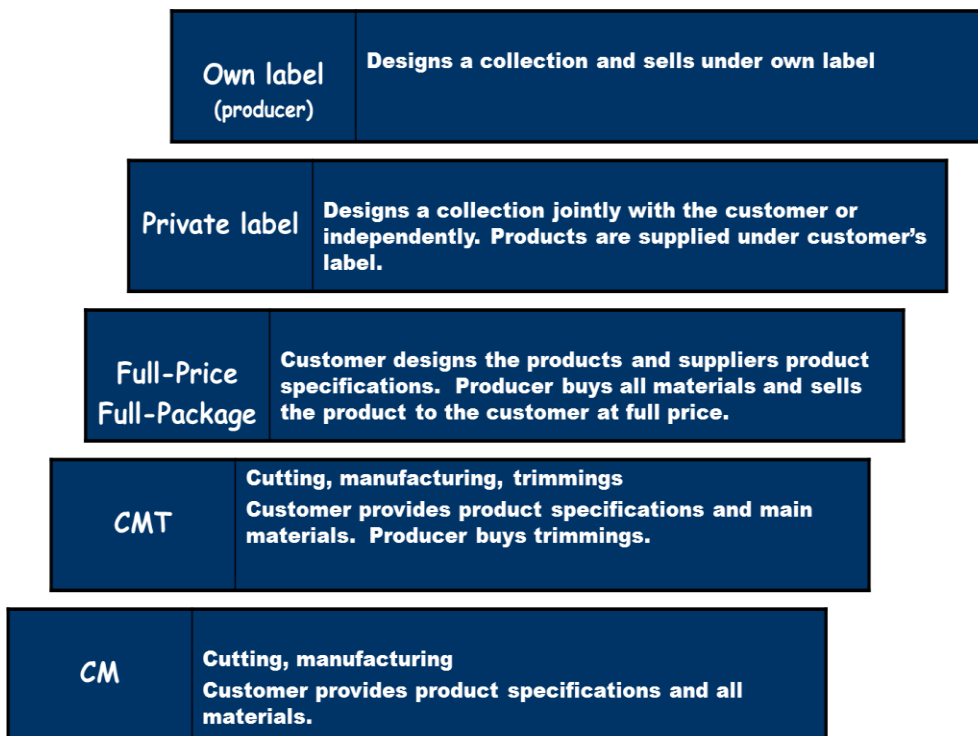 Own label
(producer)
Designs a collection and sells under own label
Private label
Designs a collection jointly with the customer or
independently. Products are supplied under customer’s
label.
Full-Price
Full-Package
Customer designs the products and suppliers product
specifications. Producer buys all materials and sells
the product to the customer at full price.
CMT
Cutting, manufacturing, trimmings
Customer provides product specifications and main
materials. Producer buys trimmings.
CM
Cutting, manufacturing
Customer provides product specifications and all
materials.